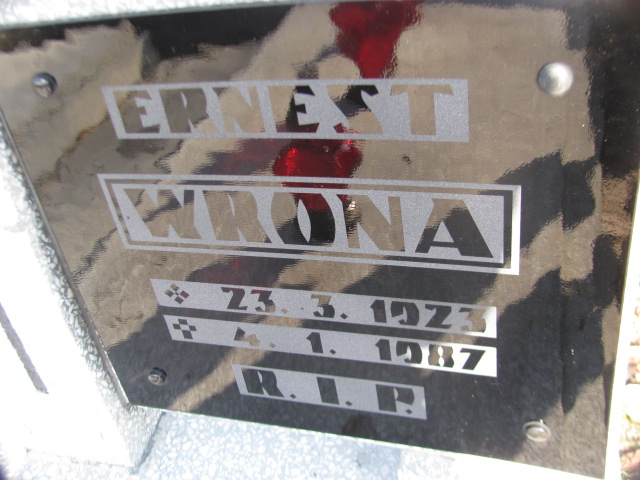 ERNEST
WRONA
23. 3. 1923
4. 1. 1987
R. I. P.